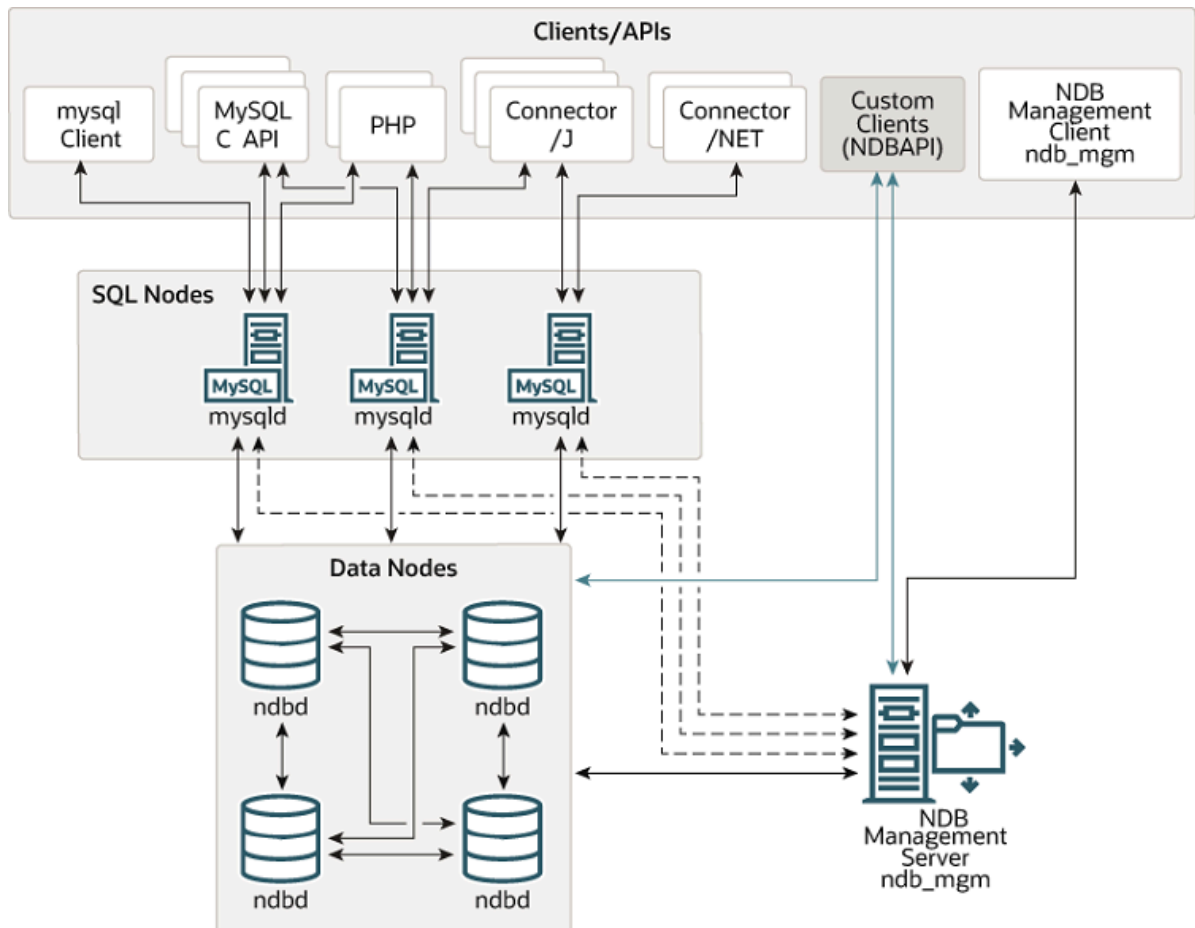 Clients/APIs
mysql
Client
MySQL
C API
PHP
Connector
/J
Connector
/NET
Custom
Clients
(NDBAPI)
NDB
Management
Client
ndb_mgm
SQL Nodes
MySQL
mysqld
MySQL
mysqld
MySQL
mysqld
Data Nodes
ndbd
ndbd
ndbd
ndbd
NDB
Management
Server
ndb_mgm